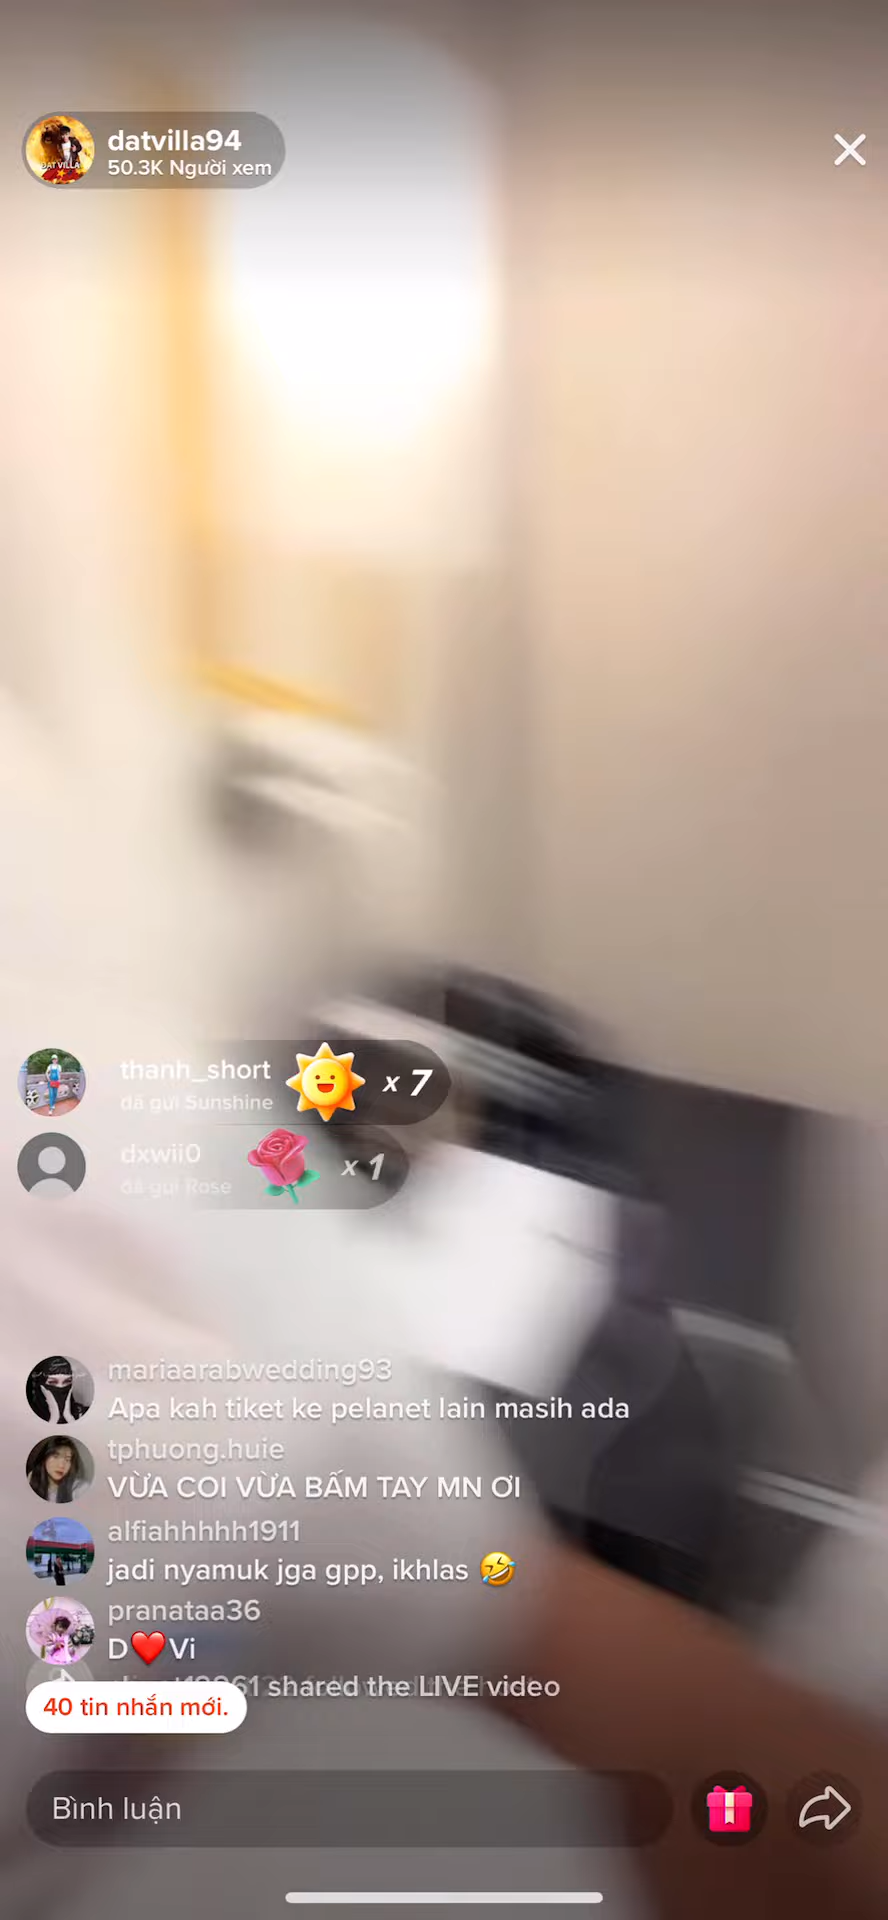 datvilla94
50.3K Người xem
DAT VILLA
thanh_short
đã gửi Sunshine
x 7
dxwii0
đã gửi Rose
x 1
mariaarabwedding93
Apa kah tiket ke pelanet lain masih ada
tphuong.huie
VỪA COI VỪA BẤM TAY MN ƠI
alfiahhhhh1911
jadi nyamuk jga gpp, ikhlas 🤣
pranataa36
D❤️Vi
shared the LIVE video
40 tin nhắn mới.
Bình luận